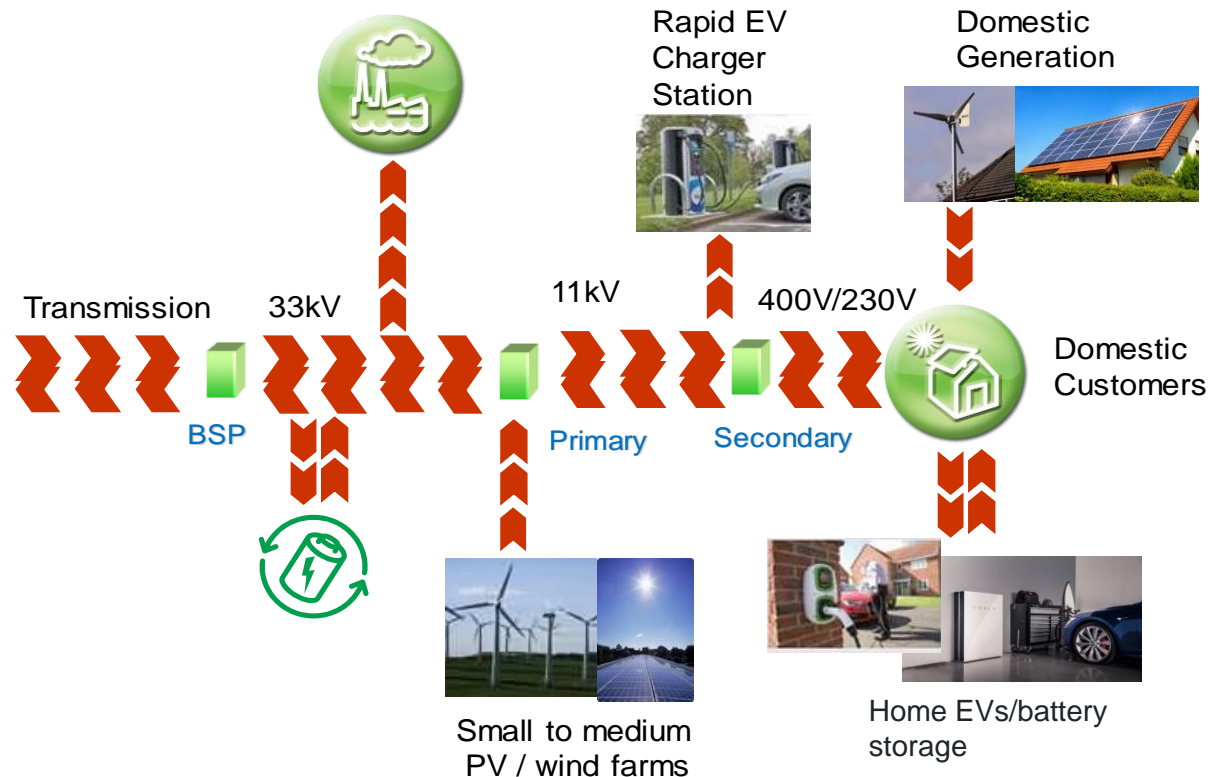 Rapid EV
Charger
Station
Domestic
Generation
Transmission
33kV
11kV
400V/230V
Domestic
Customers
BSP
Primary
Secondary
Small to medium
PV / wind farms
Home EVs/battery
storage